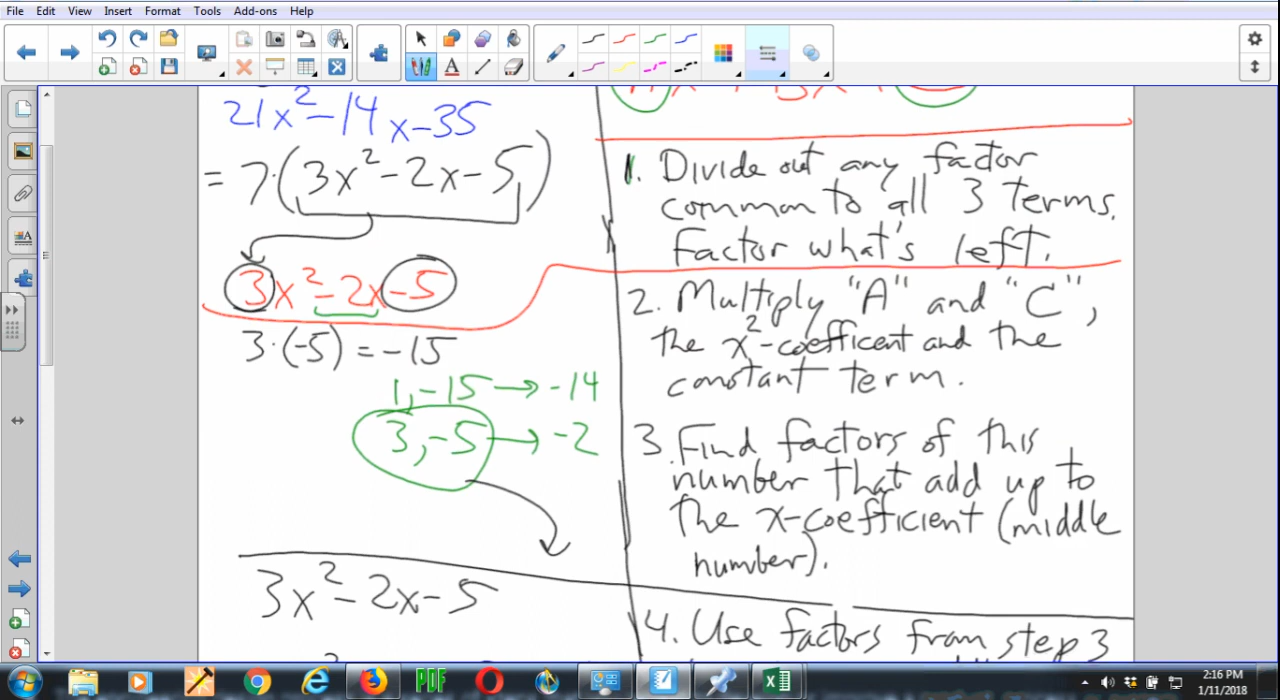 File Edit View Insert Format Tools Add-ons Help
21x²-14x-35
= 7·(3x²-2x-5)
3x²-2x-5
3·(-5) = -15
1, -15 → -14
3, -5 → -2
3x²-2x-5
1. Divide out any factor
common to all 3 terms.
Factor what's left.
2. Multiply "A" and "C",
the x²-coefficent and the
constant term.
3. Find factors of this
number that add up to
the x-coefficient (middle
number).
4. Use factors from step 3
PDF
2:16 PM
1/11/2018